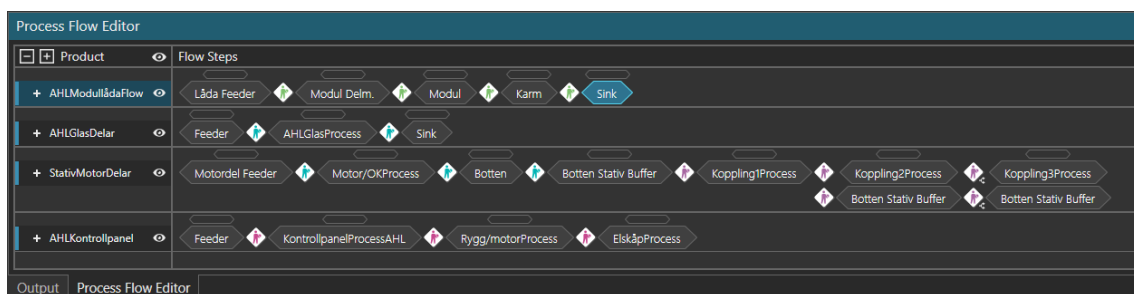 Process Flow Editor
Product Flow Steps
AHLModullådaFlow Låda Feeder Modul Delm. Modul Karm Sink
AHLGlasDelar Feeder AHLGlasProcess Sink
StativMotorDelar Motordel Feeder Motor/OKProcess Botten Botten Stativ Buffer Koppling1Process Koppling2Process Koppling3Process
Botten Stativ Buffer Botten Stativ Buffer
AHLKontrollpanel Feeder KontrollpanelProcessAHL Rygg/motorProcess ElskåpProcess
Output Process Flow Editor